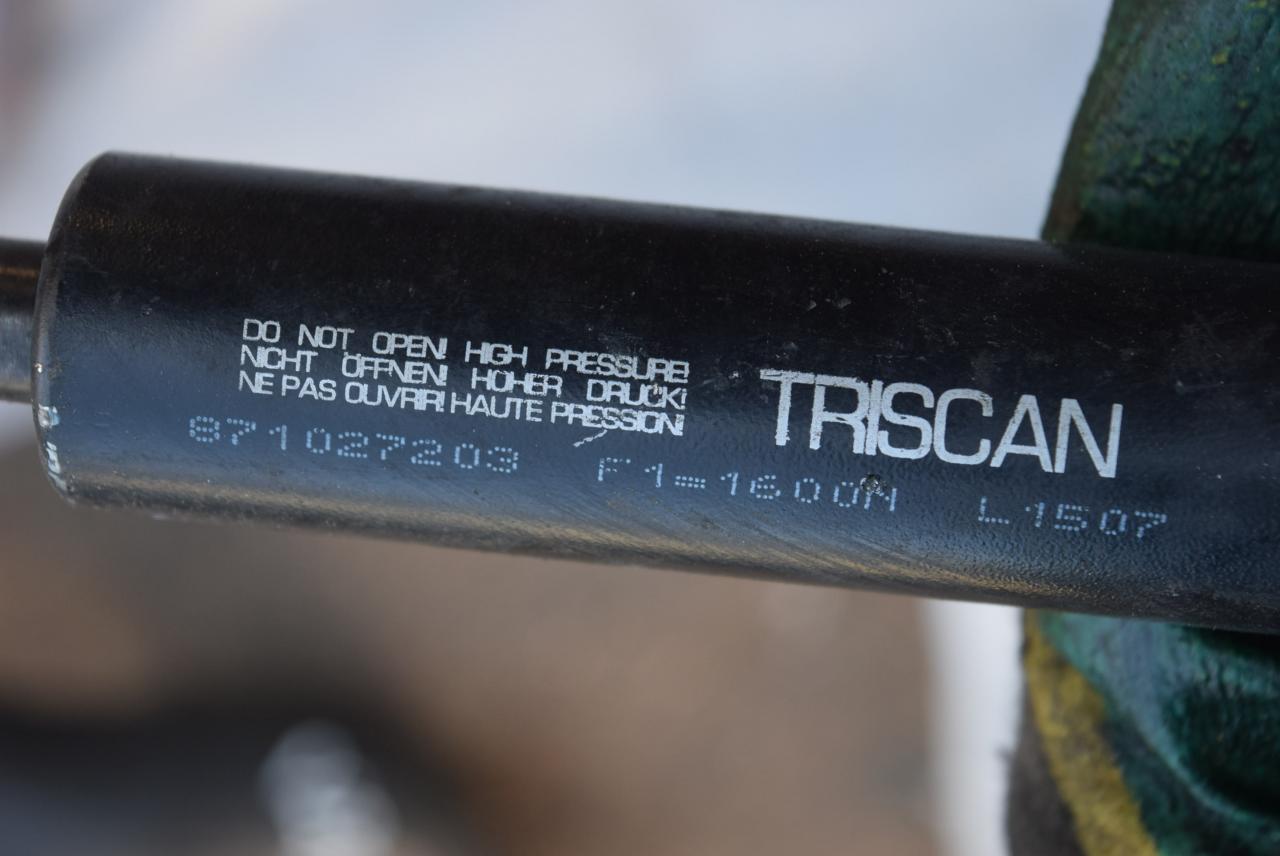 DO NOT OPEN! HIGH PRESSURE!
NICHT ÖFFNEN! HOHER DRUCK!
NE PAS OUVRIR! HAUTE PRESSION!
TRISCAN
871027203 F1=1600N L1507